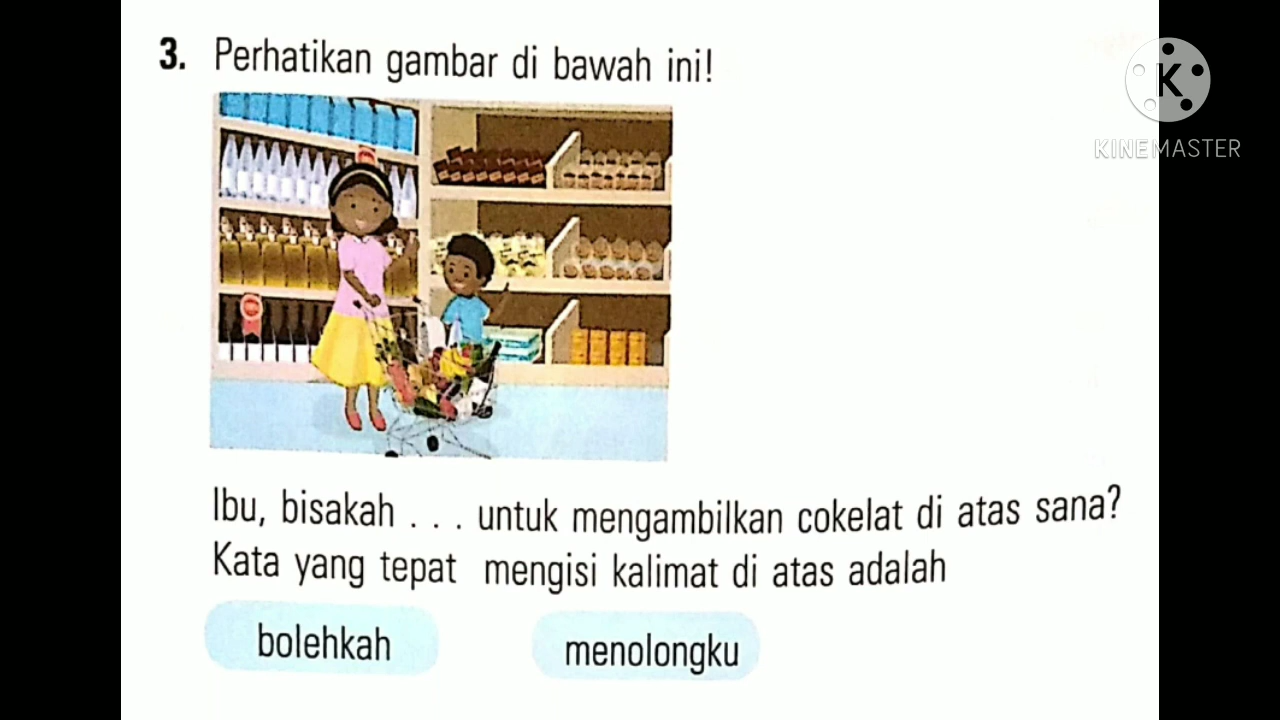 3. Perhatikan gambar di bawah ini!
K
KINEMASTER
Ibu, bisakah . . . untuk mengambilkan cokelat di atas sana?
Kata yang tepat mengisi kalimat di atas adalah
bolehkah menolongku